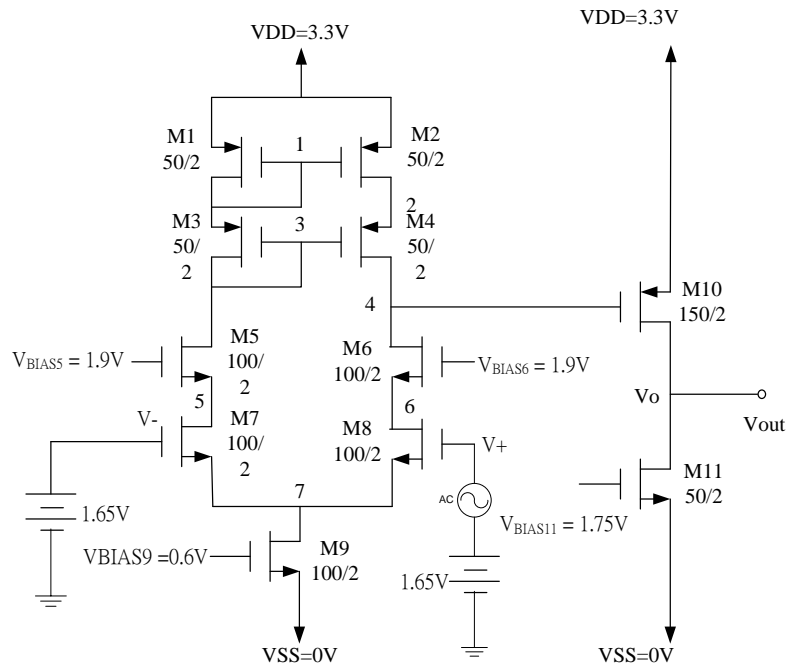 VDD=3.3V
VDD=3.3V
M1
50/2
1
M2
50/2
2
M3
50/
2
3
M4
50/
2
4
M10
150/2
VBIAS5 = 1.9V
M5
100/
2
M6
100/2
VBIAS6 = 1.9V
5
6
V-
M7
100/
2
M8
100/2
V+
Vo
Vout
AC
M11
50/2
1.65V
7
VBIAS11 = 1.75V
VBIAS9 =0.6V
M9
100/2
1.65V
VSS=0V
VSS=0V